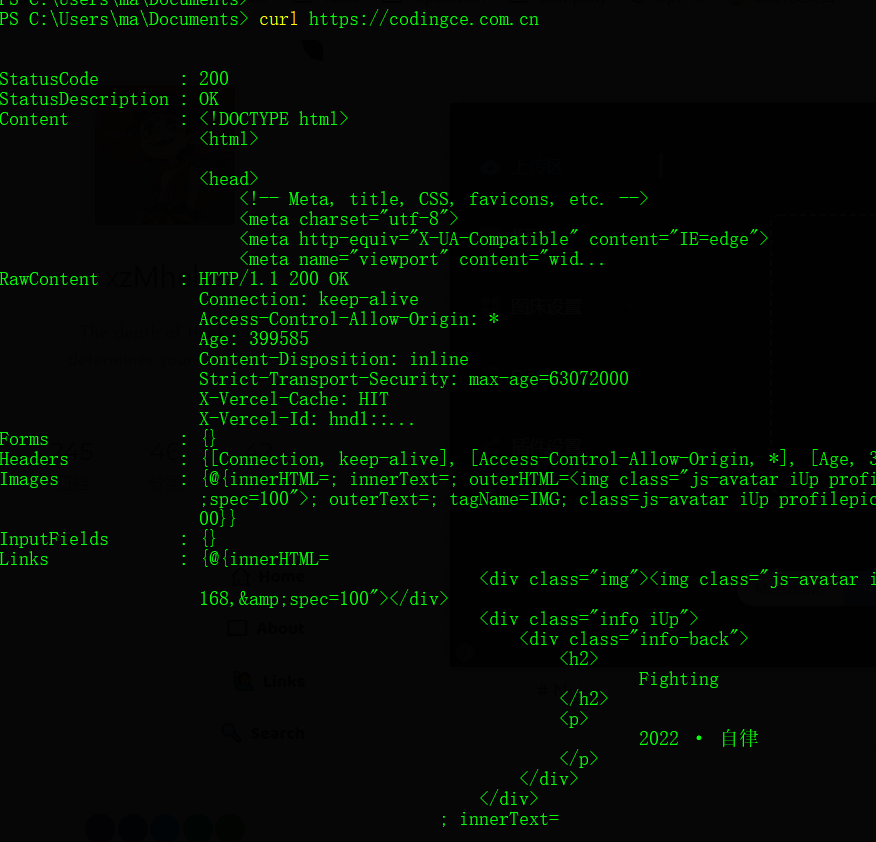 PS C:\Users\ma\Documents>
PS C:\Users\ma\Documents> curl https://codingce.com.cn
StatusCode : 200
StatusDescription : OK
Content : <!DOCTYPE html>
<html>
<head>
<!-- Meta, title, CSS, favicons, etc. -->
<meta charset="utf-8">
<meta http-equiv="X-UA-Compatible" content="IE=edge">
<meta name="viewport" content="wid...
RawContent : HTTP/1.1 200 OK
Connection: keep-alive
Access-Control-Allow-Origin: *
Age: 399585
Content-Disposition: inline
Strict-Transport-Security: max-age=63072000
X-Vercel-Cache: HIT
X-Vercel-Id: hndl::...
Forms : {}
Headers : {[Connection, keep-alive], [Access-Control-Allow-Origin, *], [Age, 3
Images : {@{innerHTML=; innerText=; outerHTML=<img class="js-avatar iUp profi
;spec=100">; outerText=; tagName=IMG; class=js-avatar iUp profilepic
00}}
InputFields : {}
Links : {@{innerHTML=
<div class="img"><img class="js-avatar i
168,&amp;spec=100"></div>
<div class="info iUp">
<div class="info-back">
<h2>
Fighting
</h2>
<p>
2022 • 自律
</p>
</div>
</div>
; innerText=
Home
About
Links
Search